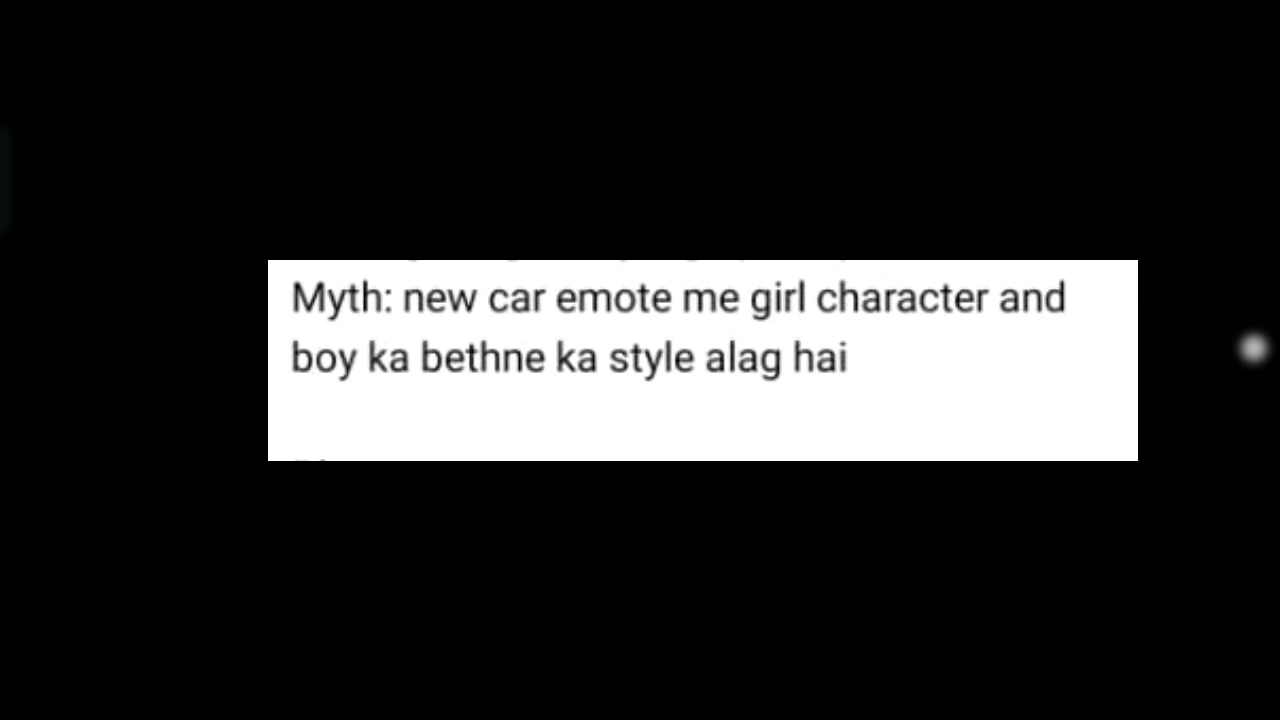 Myth: new car emote me girl character and
boy ka bethne ka style alag hai